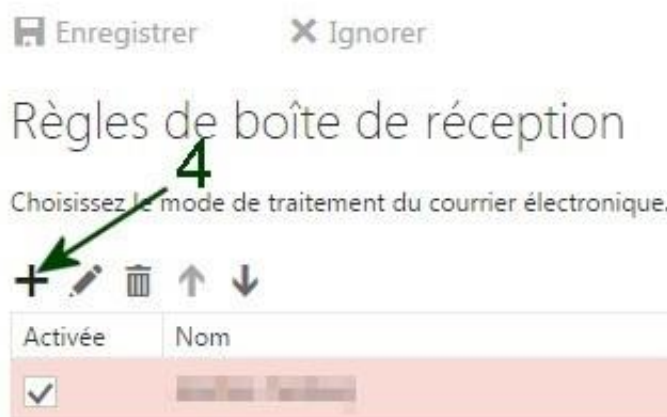 Enregistrer Ignorer
Règles de boîte de réception
4
Choisissez le mode de traitement du courrier électronique.
Activée Nom